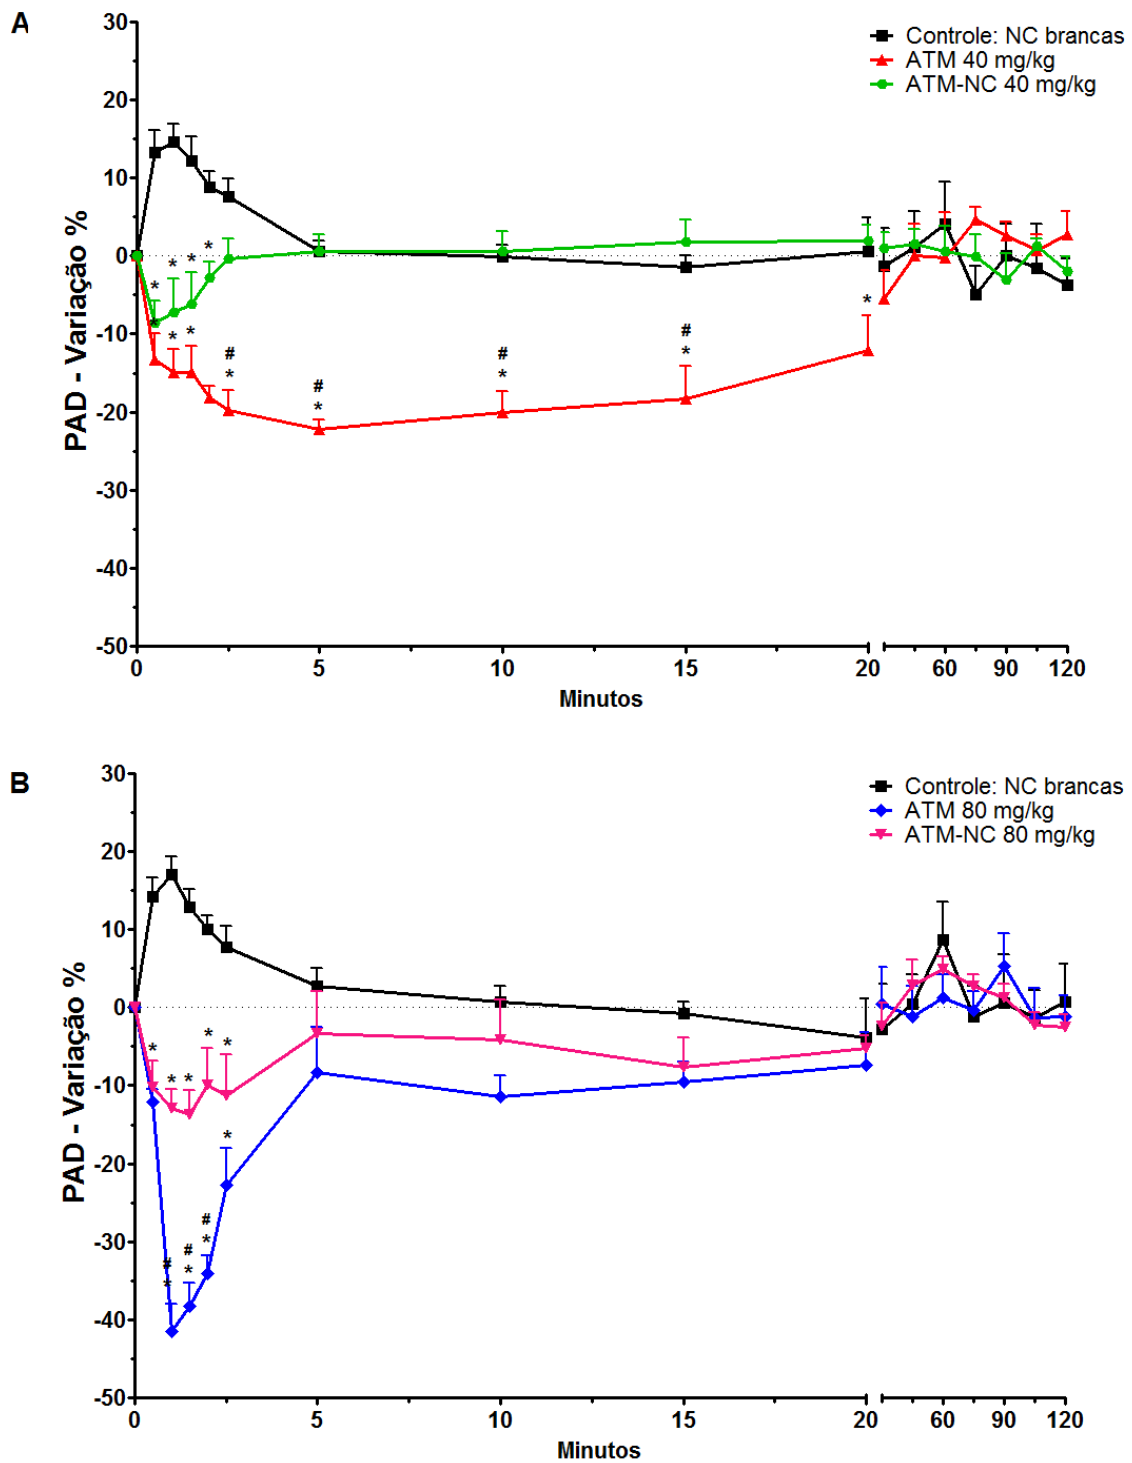 A
Controle: NC brancas
ATM 40 mg/kg
ATM-NC 40 mg/kg
PAD - Variação %
30
20
10
0
-10
-20
-30
-40
-50
* * * *
* * *
# # # #
* * * * *
0 5 10 15 20 60 90 120
Minutos
B
Controle: NC brancas
ATM 80 mg/kg
ATM-NC 80 mg/kg
PAD - Variação %
30
20
10
0
-10
-20
-30
-40
-50
* * * * *
*
# # #
* * *
0 5 10 15 20 60 90 120
Minutos